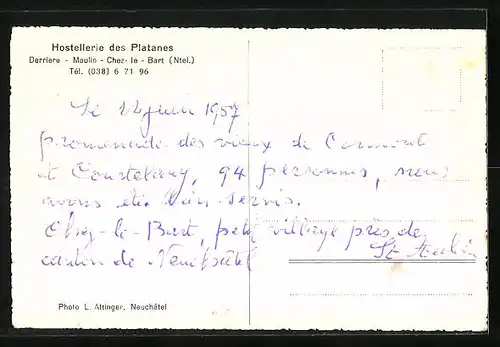 Hostellerie des Platanes
Derriere - Moulin - Chez - le - Bart (Ntel.)
Tél. (038) 6 71 96
Le 12 juin 1957
promenade des vieux de Cormoret
et Courtelary, 94 personnes, nous
avons été bien servis.
Chez-le-Bart, petit village près de
St Aubin
canton de Neuchâtel
Photo L. Attinger, Neuchâtel